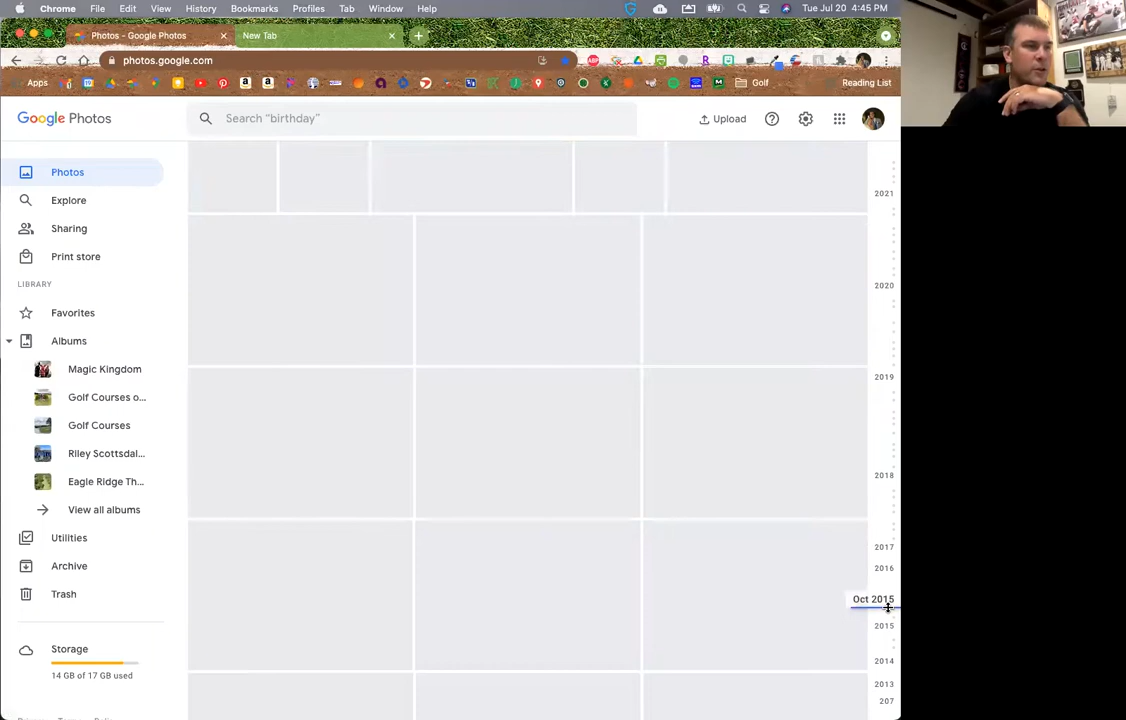 Chrome File Edit View History Bookmarks Profiles Tab Window Help Tue Jul 20 4:45 PM
Photos - Google Photos New Tab
photos.google.com
Apps Golf Reading List
Google Photos Search "birthday" Upload
Photos
Explore
Sharing
Print store
LIBRARY
Favorites
Albums
Magic Kingdom
Golf Courses o...
Golf Courses
Riley Scottsdal...
Eagle Ridge Th...
View all albums
Utilities
Archive
Trash
Storage
14 GB of 17 GB used
2021
2020
2019
2018
2017
2016
Oct 2015
2015
2014
2013
207